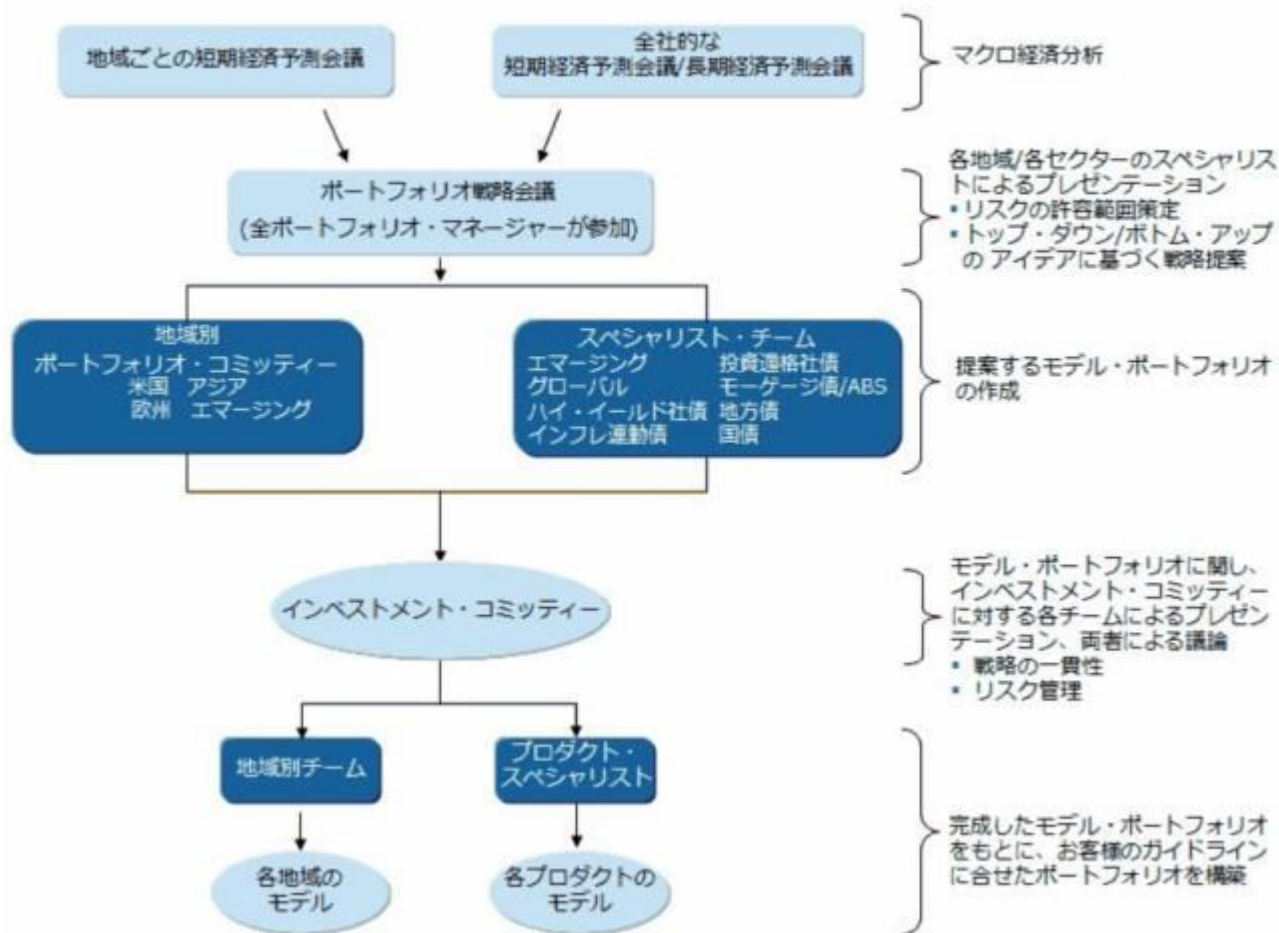 地域ごとの短期経済予測会議
全社的な
短期経済予測会議/長期経済予測会議
マクロ経済分析
ポートフォリオ戦略会議
(全ポートフォリオ・マネージャーが参加)
各地域/各セクターのスペシャリス
トによるプレゼンテーション
▪ リスクの許容範囲策定
▪ トップ・ダウン/ボトム・アップ
の アイデアに基づく戦略提案
地域別
ポートフォリオ・コミッティー
米国 アジア
欧州 エマージング
スペシャリスト・チーム
エマージング 投資適格社債
グローバル モーゲージ債/ABS
ハイ・イールド社債 地方債
インフレ連動債 国債
提案するモデル・ポートフォリオ
の作成
インベストメント・コミッティー
モデル・ポートフォリオに関し、
インベストメント・コミッティー
に対する各チームによるプレゼン
テーション、両者による議論
▪ 戦略の一貫性
▪ リスク管理
地域別チーム
プロダクト・
スペシャリスト
各地域の
モデル
各プロダクトの
モデル
完成したモデル・ポートフォリオ
をもとに、お客様のガイドライン
に合せたポートフォリオを構築